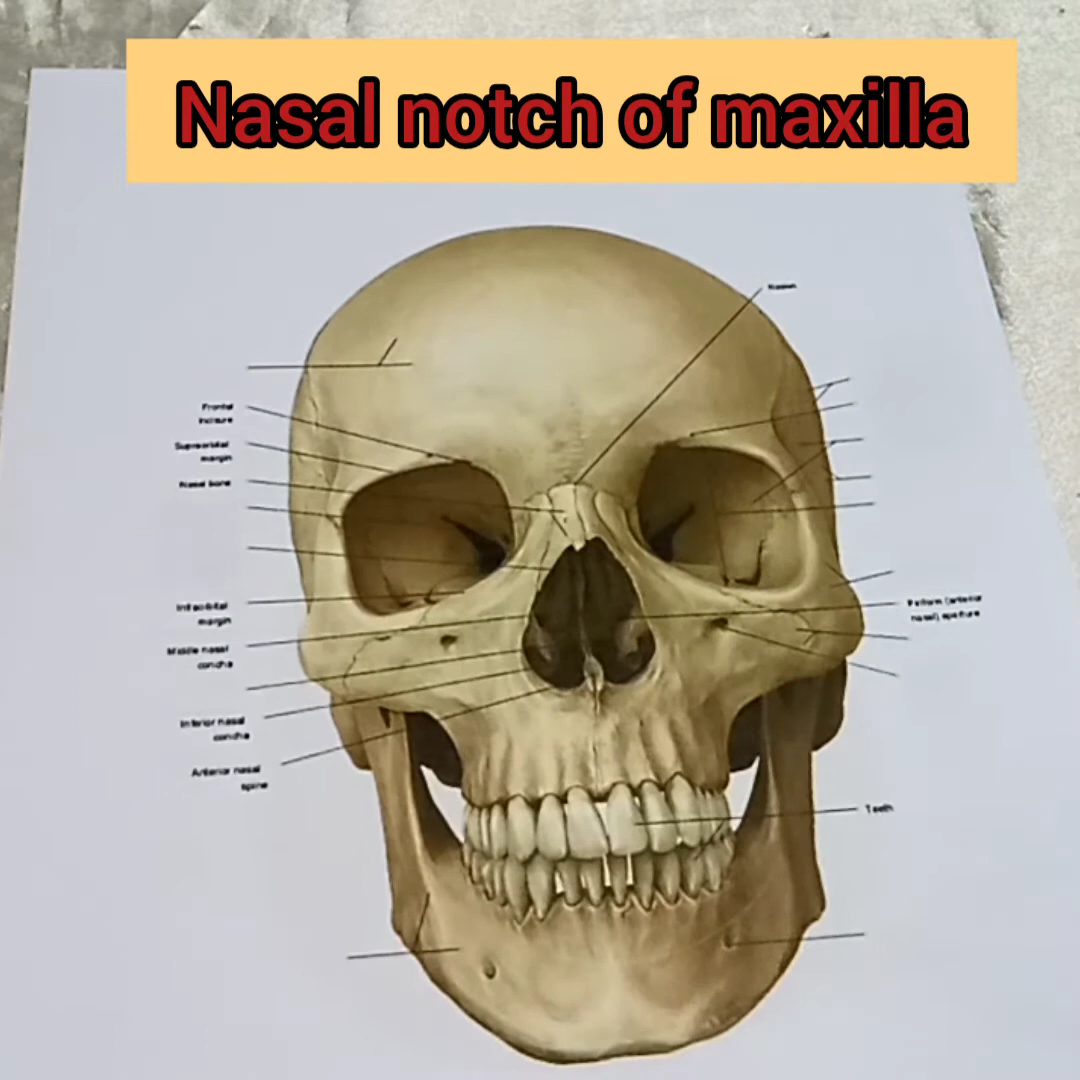 Nasal notch of maxilla
Nasion
Frontal
incisure
Supraorbital
margin
Nasal bone
Infraorbital
margin
Piriform (anterior
nasal) aperture
Middle nasal
concha
Inferior nasal
concha
Anterior nasal
spine
Teeth